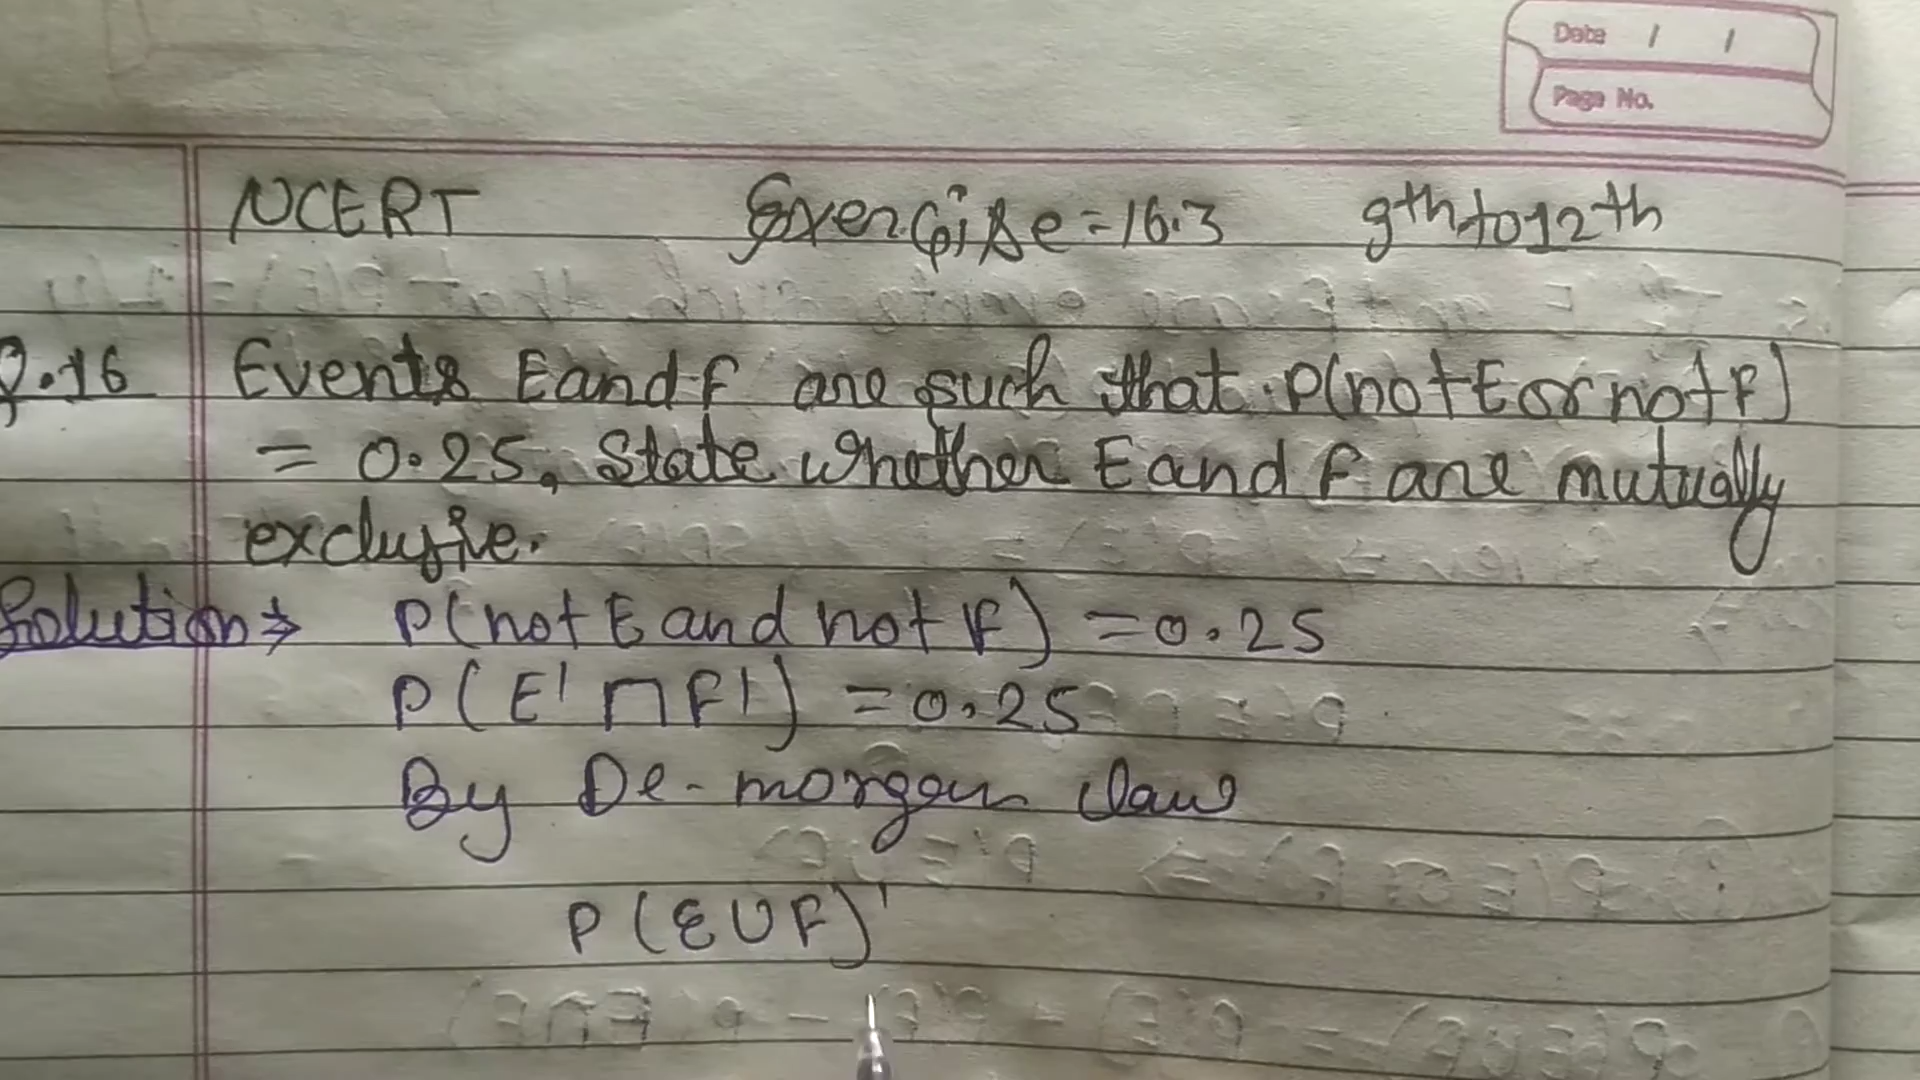 Date / /
Page No.
NCERT Exercise=16.3 9th to 12th
Q.16 Events E and F are such that P(not E or not F)
= 0.25, State whether E and F are mutually
exclusive.
Solution⇒ P(not E and not F) = 0.25
P(E' ∩ F') = 0.25
By De-morgan law
P(EUF)'